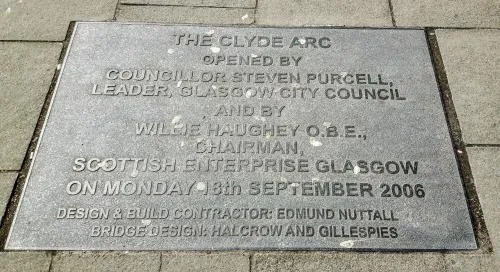 THE CLYDE ARC
OPENED BY
COUNCILLOR STEVEN PURCELL,
LEADER, GLASGOW CITY COUNCIL
AND BY
WILLIE HAUGHEY O.B.E.,
CHAIRMAN,
SCOTTISH ENTERPRISE GLASGOW
ON MONDAY 18th SEPTEMBER 2006
DESIGN & BUILD CONTRACTOR: EDMUND NUTTALL
BRIDGE DESIGN: HALCROW AND GILLESPIES